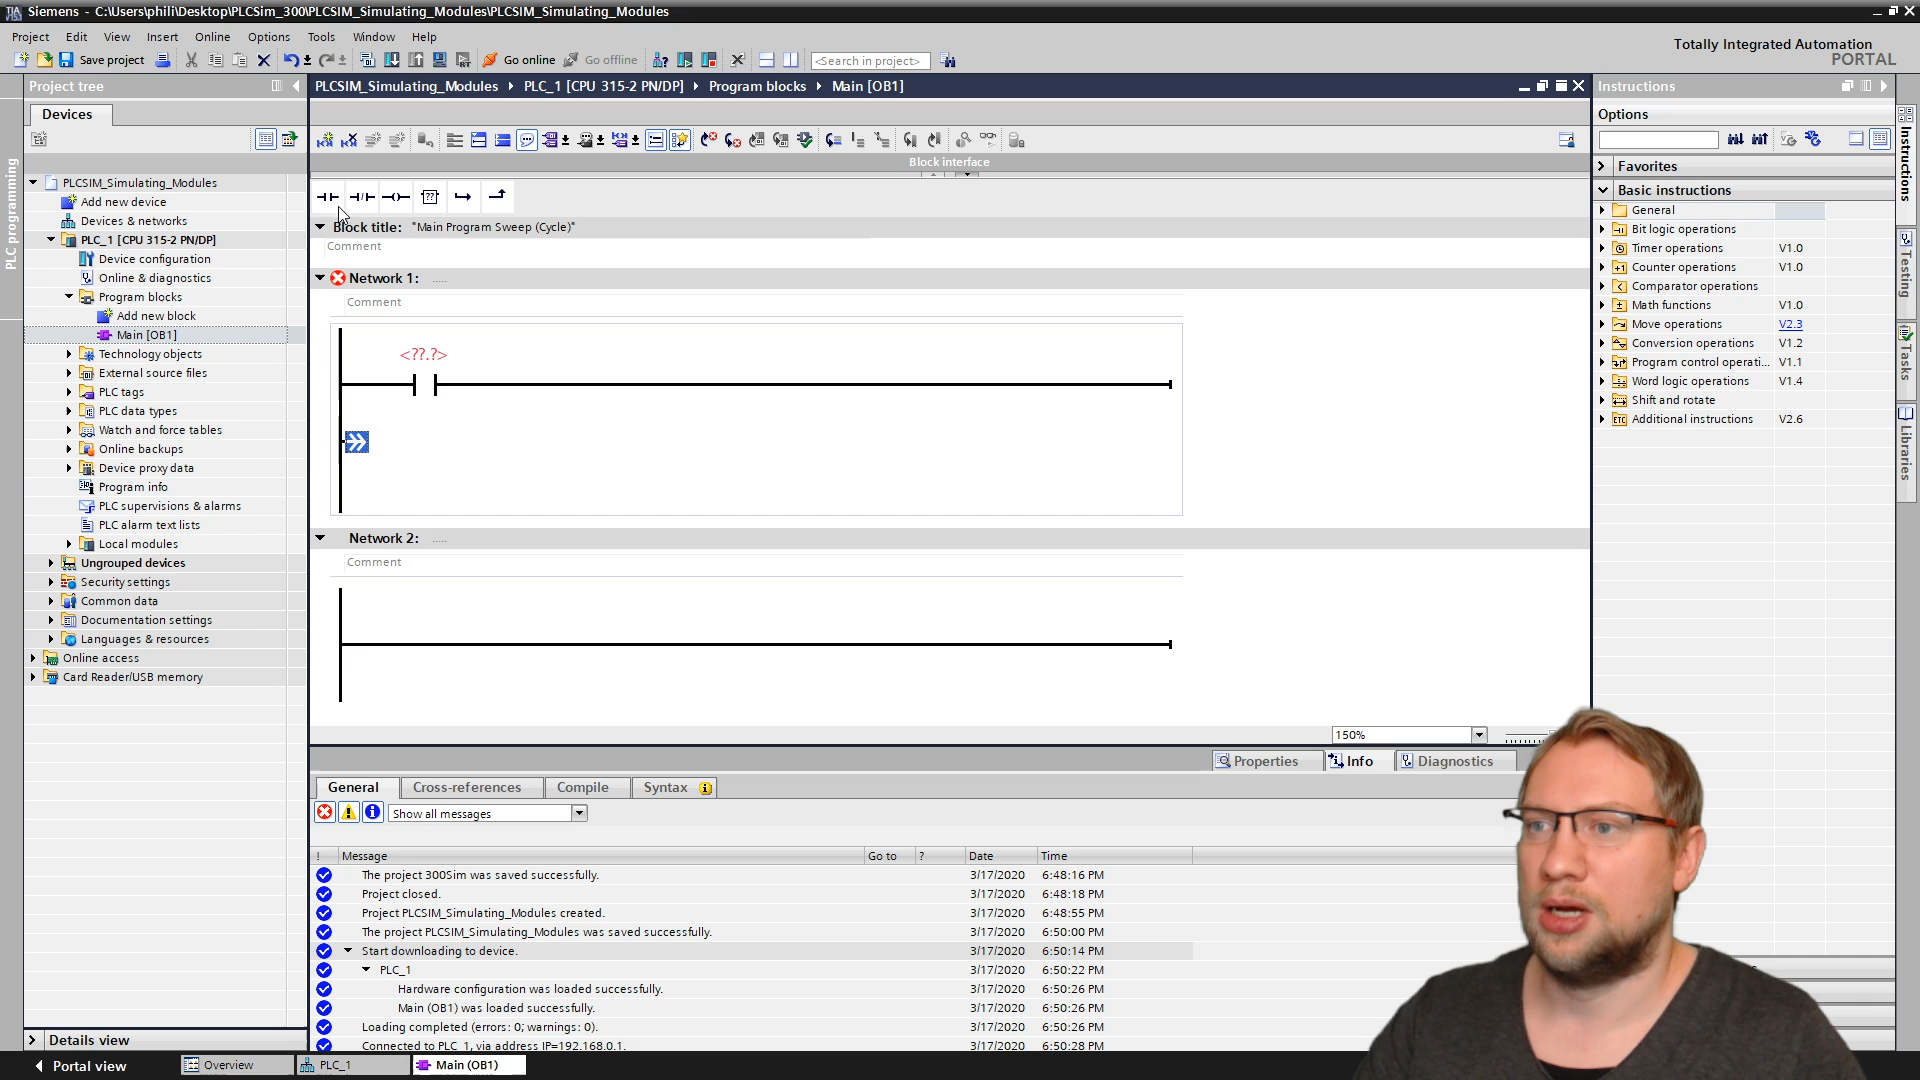 Siemens - C:\Users\phili\Desktop\PLCSim_300\PLCSIM_Simulating_Modules\PLCSIM_Simulating_Modules
Project Edit View Insert Online Options Tools Window Help
Totally Integrated Automation
PORTAL
Save project
Go online
Go offline
<Search in project>
Project tree
PLCSIM_Simulating_Modules PLC_1 [CPU 315-2 PN/DP] Program blocks Main [OB1]
Instructions
Devices
Options
Block interface
PLC programming
Instructions
Testing
Tasks
Libraries
PLCSIM_Simulating_Modules
Add new device
Devices & networks
PLC_1 [CPU 315-2 PN/DP]
Device configuration
Online & diagnostics
Program blocks
Add new block
Main [OB1]
Technology objects
External source files
PLC tags
PLC data types
Watch and force tables
Online backups
Device proxy data
Program info
PLC supervisions & alarms
PLC alarm text lists
Local modules
Ungrouped devices
Security settings
Common data
Documentation settings
Languages & resources
Online access
Card Reader/USB memory
Details view
??
Block title: "Main Program Sweep (Cycle)"
Comment
Network 1: .....
Comment
<??.?>
Network 2: .....
Comment
150%
Favorites
Basic instructions
General
Bit logic operations
Timer operations V1.0
Counter operations V1.0
Comparator operations
Math functions V1.0
Move operations V2.3
Conversion operations V1.2
Program control operati... V1.1
Word logic operations V1.4
Shift and rotate
Additional instructions V2.6
Properties Info Diagnostics
General Cross-references Compile Syntax
Show all messages
! Message Go to ? Date Time
The project 300Sim was saved successfully. 3/17/2020 6:48:16 PM
Project closed. 3/17/2020 6:48:18 PM
Project PLCSIM_Simulating_Modules created. 3/17/2020 6:48:55 PM
The project PLCSIM_Simulating_Modules was saved successfully. 3/17/2020 6:50:00 PM
Start downloading to device. 3/17/2020 6:50:14 PM
PLC_1 3/17/2020 6:50:22 PM
Hardware configuration was loaded successfully. 3/17/2020 6:50:26 PM
Main (OB1) was loaded successfully. 3/17/2020 6:50:26 PM
Loading completed (errors: 0; warnings: 0). 3/17/2020 6:50:26 PM
Connected to PLC_1, via address IP=192.168.0.1. 3/17/2020 6:50:28 PM
Portal view Overview PLC_1 Main (OB1)